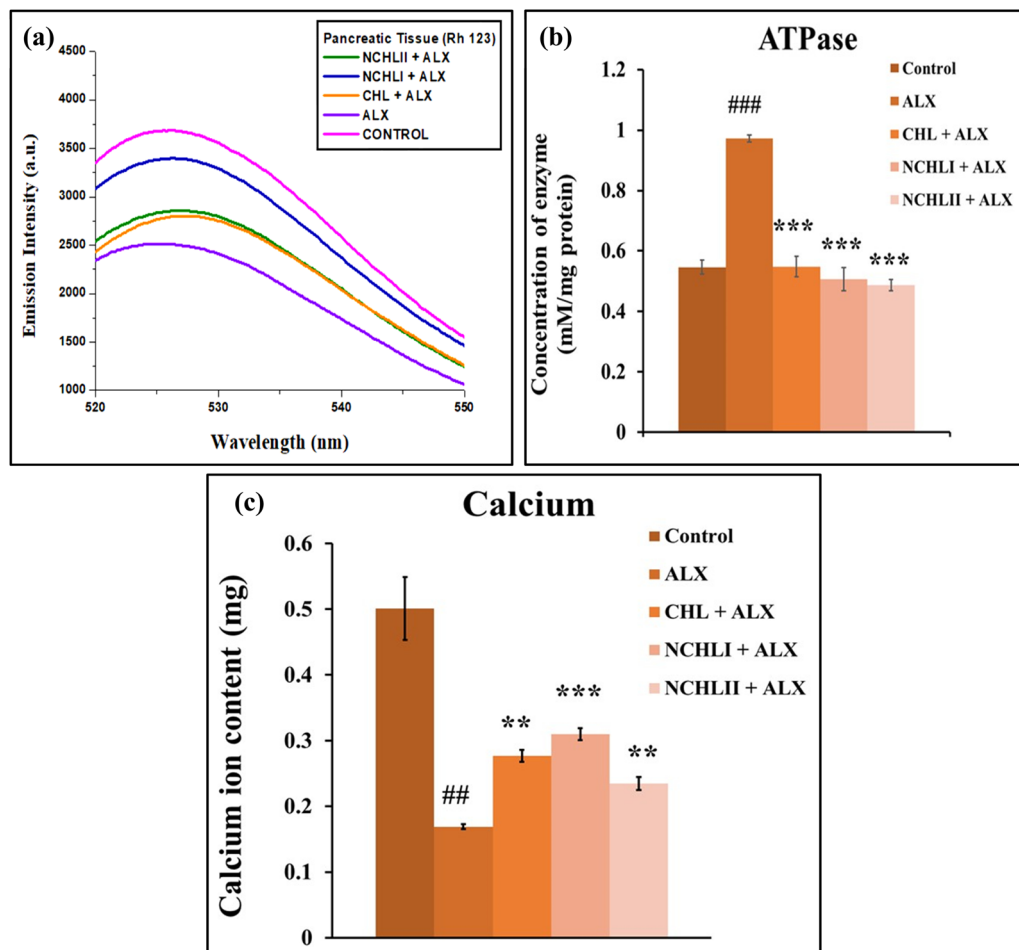 (a)
Pancreatic Tissue (Rh 123)
NCHLII + ALX
NCHLI + ALX
CHL + ALX
ALX
CONTROL
4500
4000
3500
3000
2500
2000
1500
1000
Emission Intensity (a.u.)
520
530
540
550
Wavelength (nm)
(b)
ATPase
Control
ALX
CHL + ALX
NCHLI + ALX
NCHLII + ALX
1.2
1
0.8
0.6
0.4
0.2
0
Concentration of enzyme
(mM/mg protein)
###
***
***
***
(c)
Calcium
Control
ALX
CHL + ALX
NCHLI + ALX
NCHLII + ALX
0.6
0.5
0.4
0.3
0.2
0.1
0
Calcium ion content (mg)
##
**
***
**